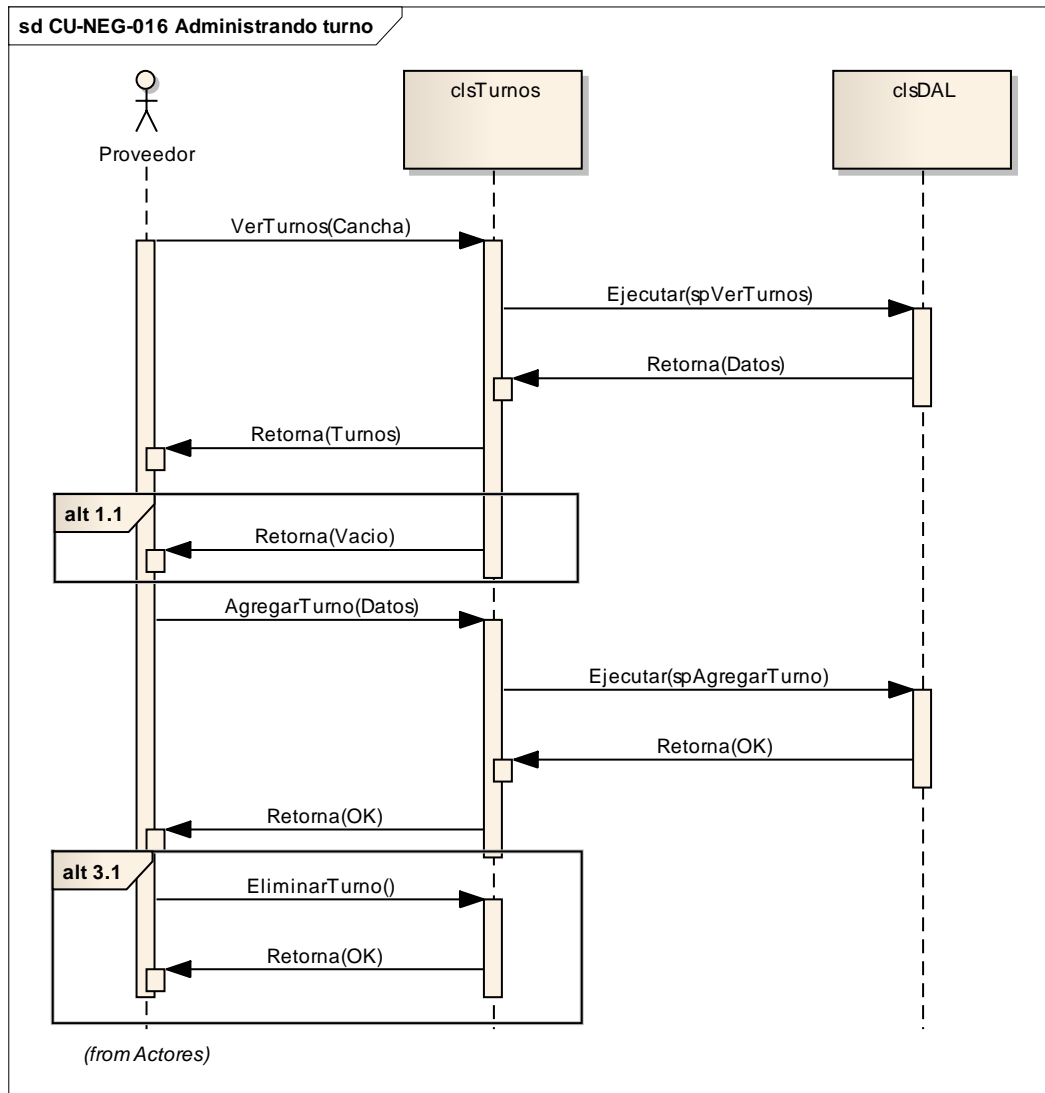 sd CU-NEG-016 Administrando turno
Proveedor
clsTurnos
clsDAL
VerTurnos(Cancha)
Ejecutar(spVerTurnos)
Retorna(Datos)
Retorna(Turnos)
alt 1.1
Retorna(Vacio)
AgregarTurno(Datos)
Ejecutar(spAgregarTurno)
Retorna(OK)
Retorna(OK)
alt 3.1
EliminarTurno()
Retorna(OK)
(from Actores)